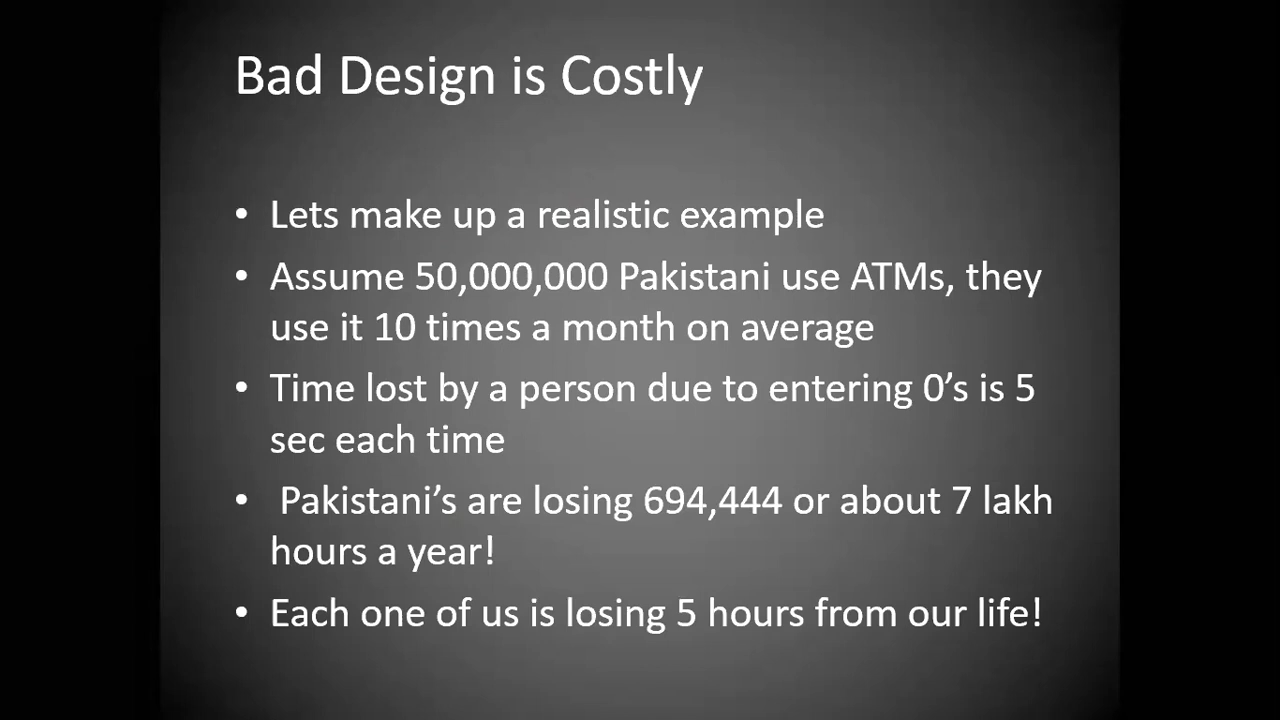 Bad Design is Costly
• Lets make up a realistic example
• Assume 50,000,000 Pakistani use ATMs, they
use it 10 times a month on average
• Time lost by a person due to entering 0’s is 5
sec each time
• Pakistani’s are losing 694,444 or about 7 lakh
hours a year!
• Each one of us is losing 5 hours from our life!